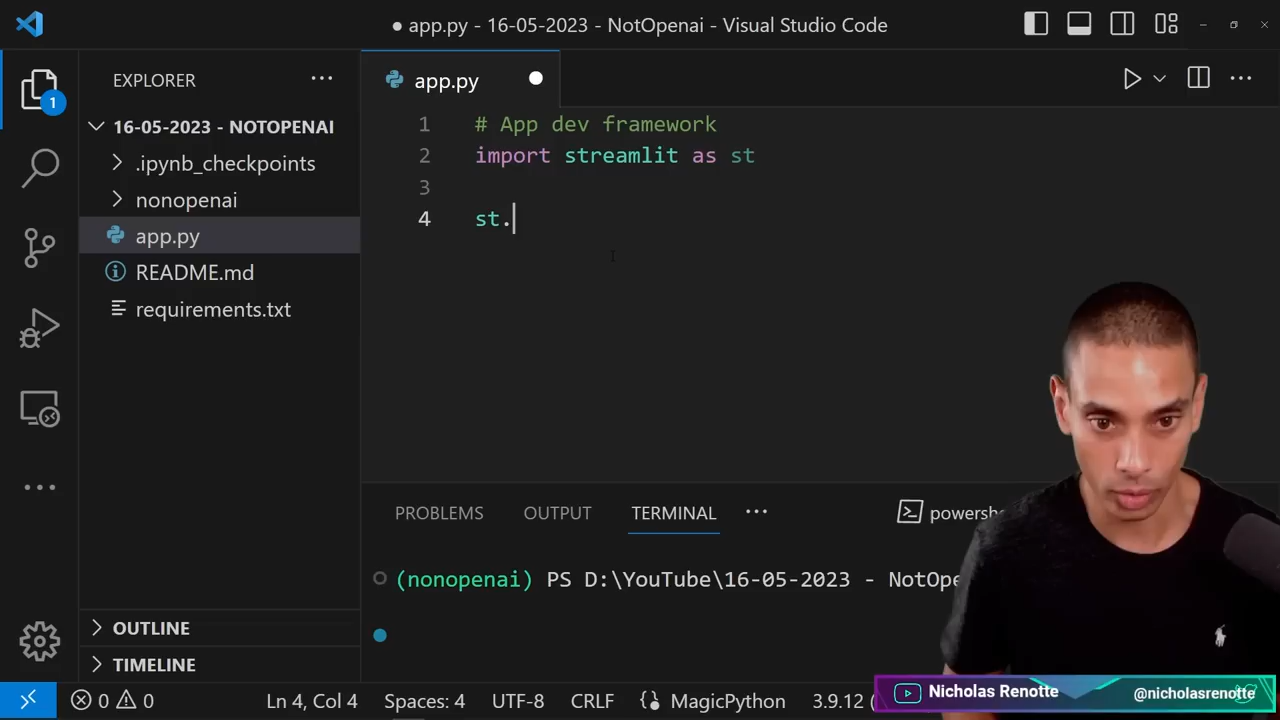 ● app.py - 16-05-2023 - NotOpenai - Visual Studio Code
EXPLORER
16-05-2023 - NOTOPENAI
.ipynb_checkpoints
nonopenai
app.py
README.md
requirements.txt
OUTLINE
TIMELINE
1
app.py
1 # App dev framework
2 import streamlit as st
3
4 st.
PROBLEMS OUTPUT TERMINAL
(nonopenai) PS D:\YouTube\16-05-2023 - NotOpe
0 0 Ln 4, Col 4 Spaces: 4 UTF-8 CRLF MagicPython 3.9.12
Nicholas Renotte @nicholasrenotte